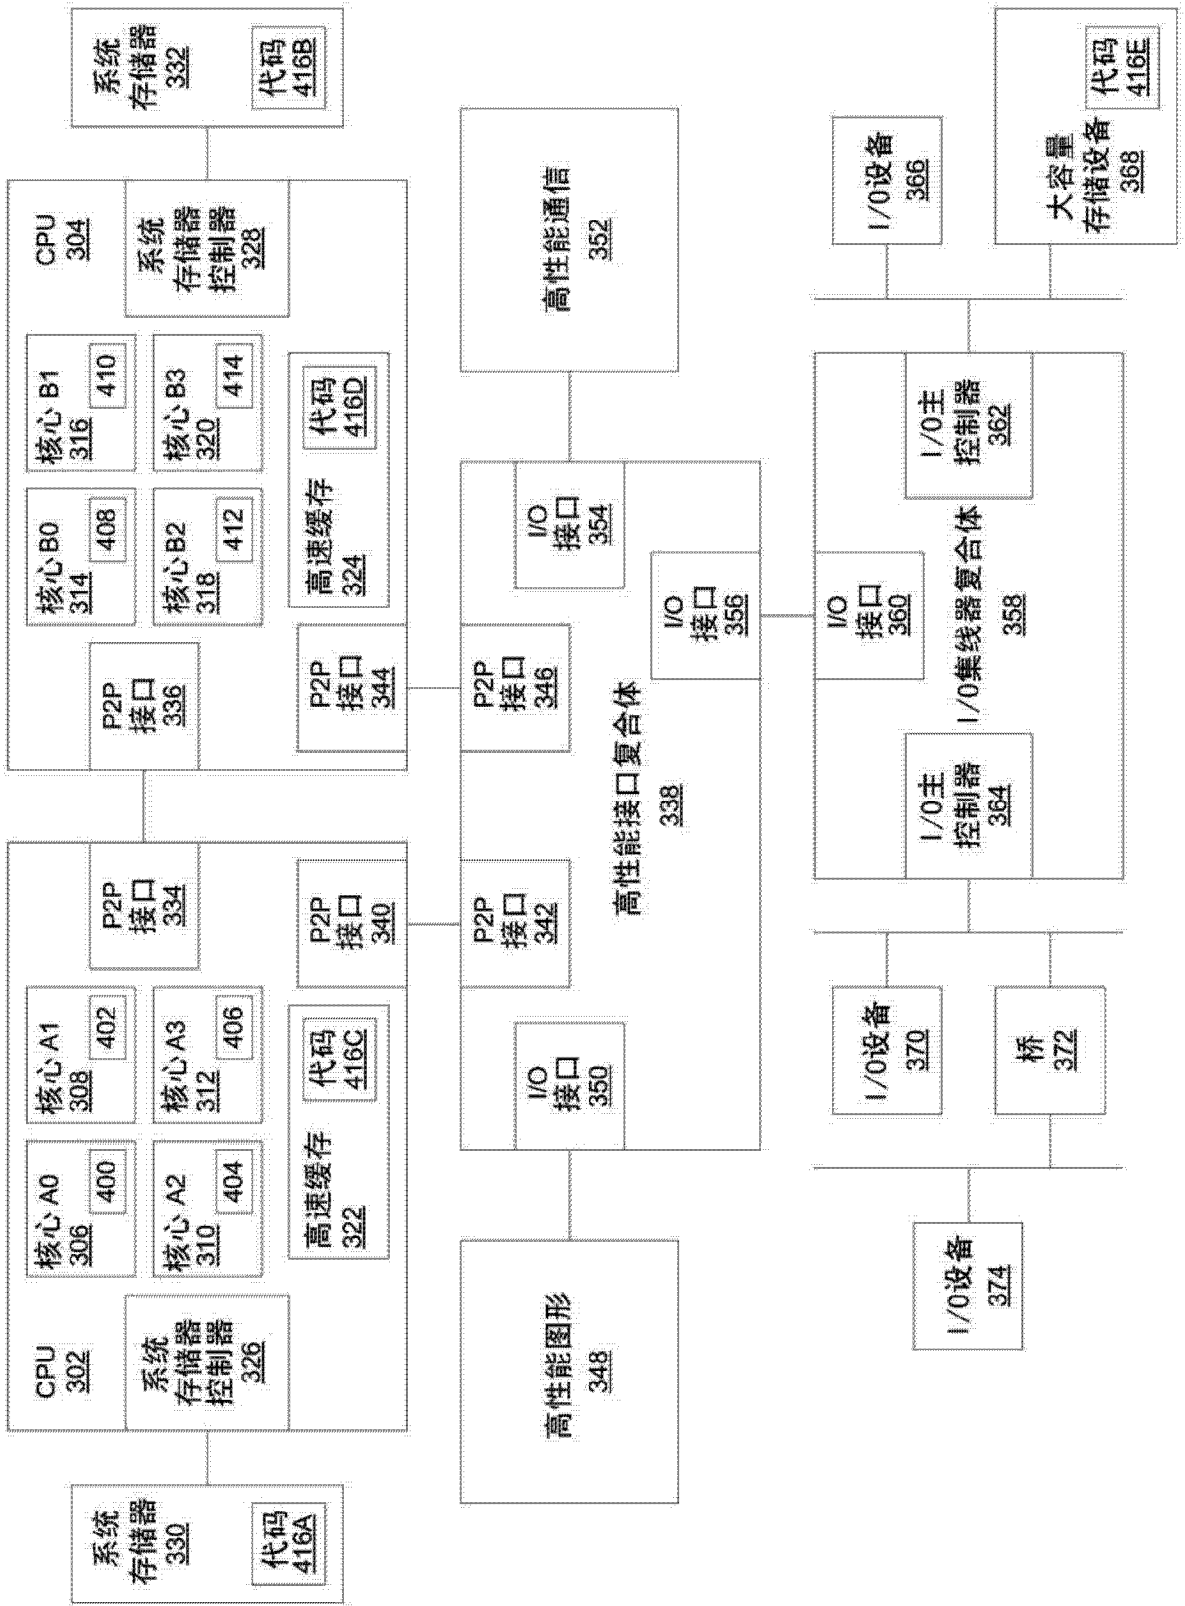 系统
存储器
330
代码
416A
CPU
302
系统
存储器
控制器
326
核心 A0
306
400
核心 A1
308
402
核心 A2
310
404
核心 A3
312
406
高速缓存
322
代码
416C
P2P
接口
334
P2P
接口
340
CPU
304
P2P
接口
336
P2P
接口
344
核心 B0
314
408
核心 B1
316
410
核心 B2
318
412
核心 B3
320
414
高速缓存
324
代码
416D
系统
存储器
控制器
328
系统
存储器
332
代码
416B
高性能图形
348
I/O
接口
350
P2P
接口
342
P2P
接口
346
高性能接口复合体
338
I/O
接口
354
I/O
接口
356
高性能通信
352
I/O设备
374
I/O设备
370
桥
372
I/O主
控制器
364
I/O
接口
360
I/O集线器复合体
358
I/O主
控制器
362
I/O设备
366
大容量
存储设备
368
代码
416E